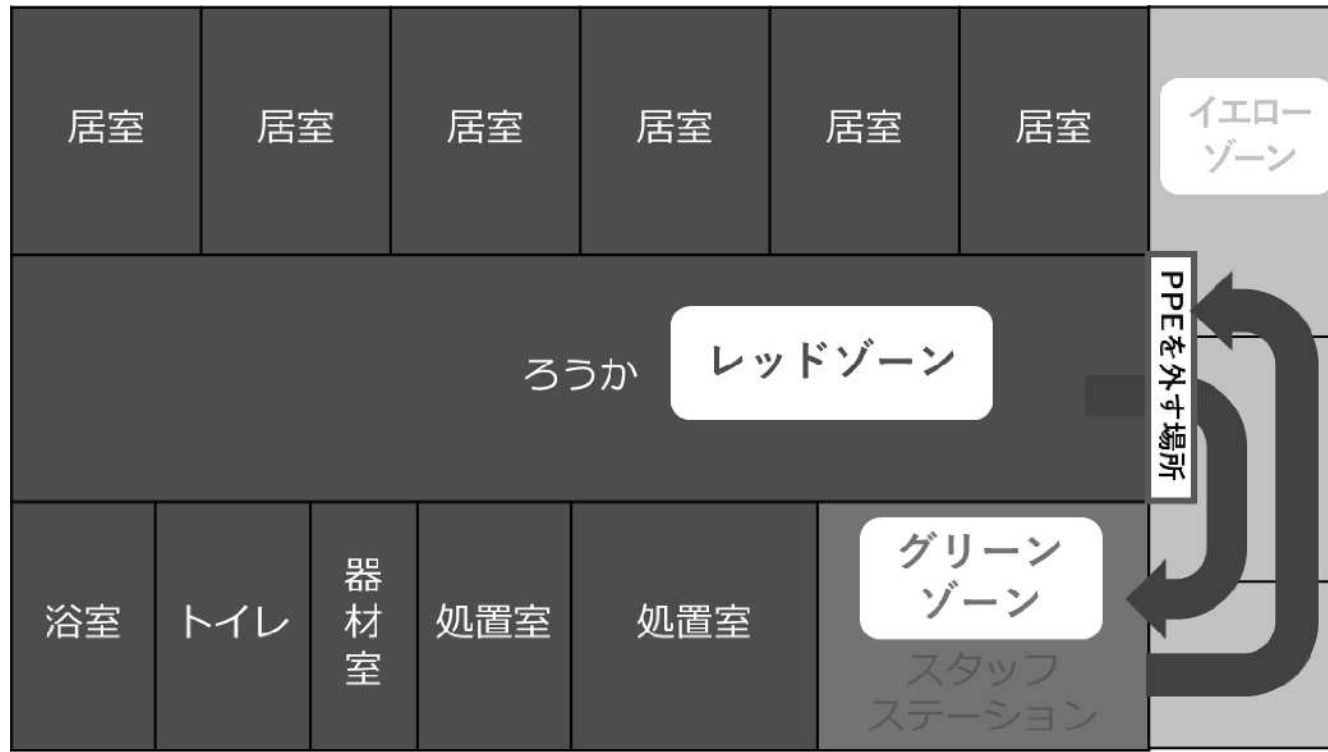 居室
居室
居室
居室
居室
居室
イエロー
ゾーン
ろうか
レッドゾーン
PPEを外す場所
浴室
トイレ
器
材
室
処置室
処置室
グリーン
ゾーン
スタッフ
ステーション